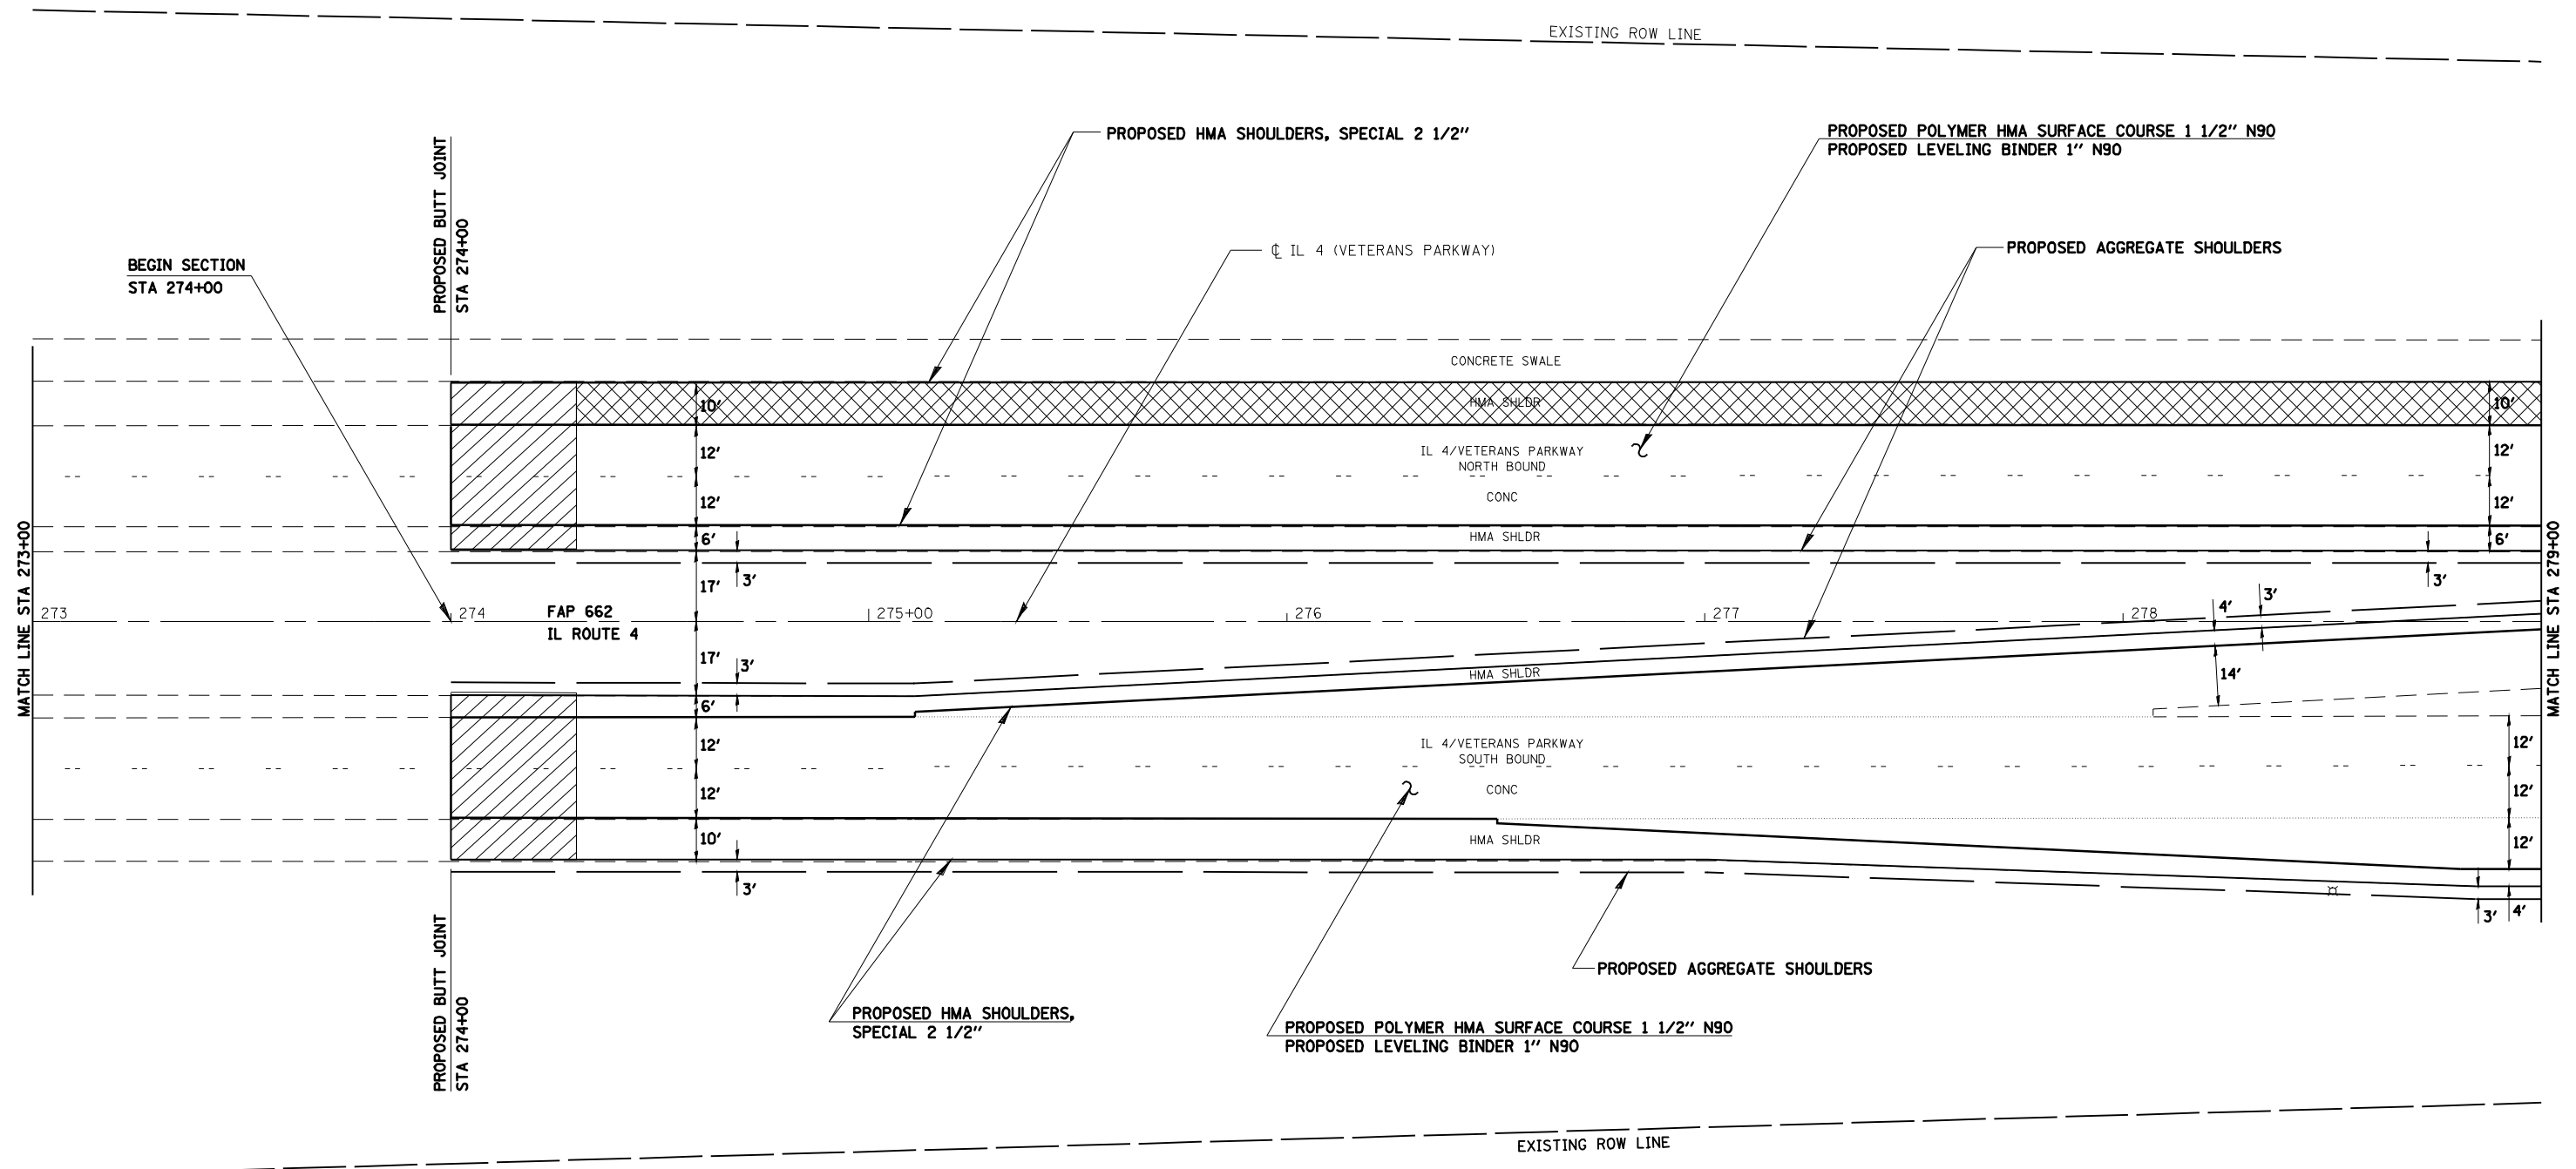 EXISTING ROW LINE
PROPOSED HMA SHOULDERS, SPECIAL 2 1/2"
PROPOSED POLYMER HMA SURFACE COURSE 1 1/2" N90
PROPOSED LEVELING BINDER 1" N90
PROPOSED BUTT JOINT
STA 274+00
BEGIN SECTION
STA 274+00
℄ IL 4 (VETERANS PARKWAY)
PROPOSED AGGREGATE SHOULDERS
CONCRETE SWALE
10'
HMA SHLDR
10'
12'
IL 4/VETERANS PARKWAY
NORTH BOUND
12'
12'
CONC
12'
6'
HMA SHLDR
6'
3'
3'
17'
MATCH LINE STA 273+00
MATCH LINE STA 279+00
273
274
FAP 662
IL ROUTE 4
275+00
276
277
278
4'
3'
17'
3'
HMA SHLDR
14'
6'
12'
IL 4/VETERANS PARKWAY
SOUTH BOUND
12'
12'
CONC
12'
10'
HMA SHLDR
12'
3'
3'
4'
PROPOSED AGGREGATE SHOULDERS
PROPOSED BUTT JOINT
STA 274+00
PROPOSED HMA SHOULDERS,
SPECIAL 2 1/2"
PROPOSED POLYMER HMA SURFACE COURSE 1 1/2" N90
PROPOSED LEVELING BINDER 1" N90
EXISTING ROW LINE